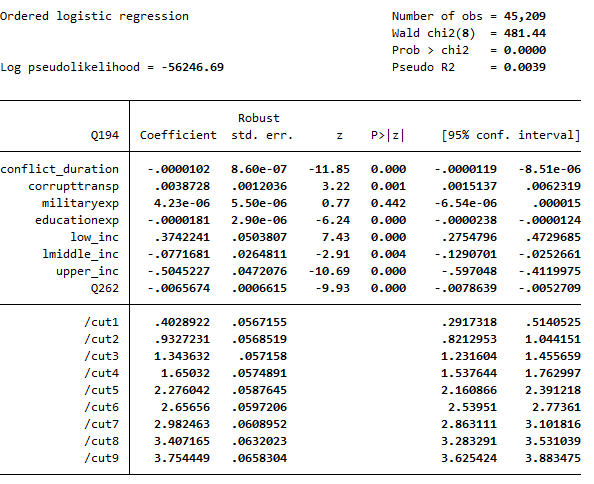 Ordered logistic regression Number of obs = 45,209
Wald chi2(8) = 481.44
Prob > chi2 = 0.0000
Log pseudolikelihood = -56246.69 Pseudo R2 = 0.0039
Robust
Q194 Coefficient std. err. z P>|z| [95% conf. interval]
conflict_duration -.0000102 8.60e-07 -11.85 0.000 -.0000119 -8.51e-06
corrupttransp .0038728 .0012036 3.22 0.001 .0015137 .0062319
militaryexp 4.23e-06 5.50e-06 0.77 0.442 -6.54e-06 .000015
educationexp -.0000181 2.90e-06 -6.24 0.000 -.0000238 -.0000124
low_inc .3742241 .0503807 7.43 0.000 .2754796 .4729685
lmiddle_inc -.0771681 .0264811 -2.91 0.004 -.1290701 -.0252661
upper_inc -.5045227 .0472076 -10.69 0.000 -.597048 -.4119975
Q262 -.0065674 .0006615 -9.93 0.000 -.0078639 -.0052709
/cut1 .4028922 .0567155 .2917318 .5140525
/cut2 .9327231 .0568519 .8212953 1.044151
/cut3 1.343632 .057158 1.231604 1.455659
/cut4 1.65032 .0574891 1.537644 1.762997
/cut5 2.276042 .0587645 2.160866 2.391218
/cut6 2.65656 .0597206 2.53951 2.77361
/cut7 2.982463 .0608952 2.863111 3.101816
/cut8 3.407165 .0632023 3.283291 3.531039
/cut9 3.754449 .0658304 3.625424 3.883475